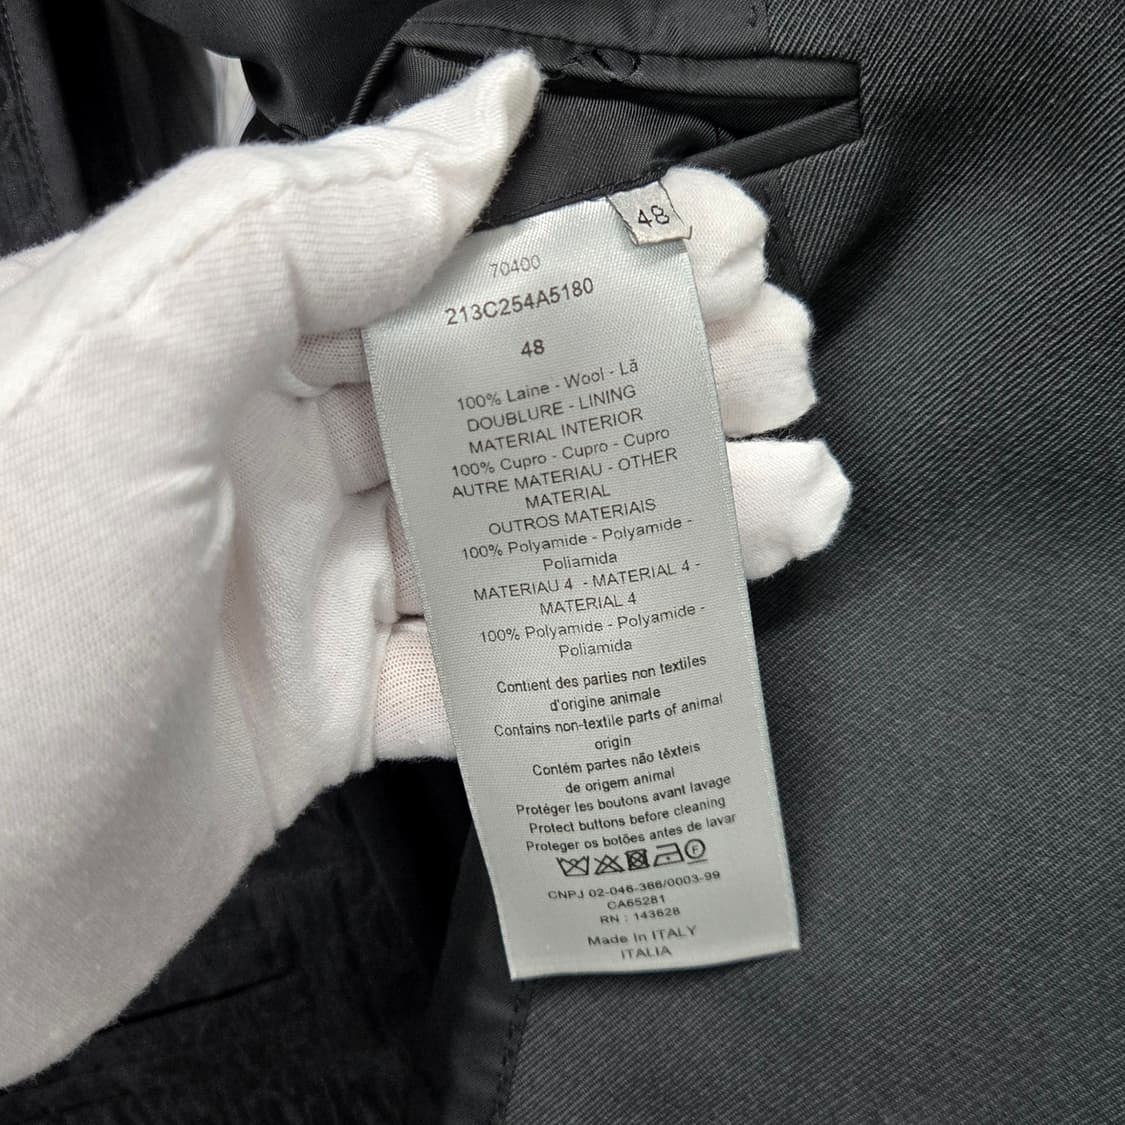 48
70400
213C254A5180
48
100% Laine - Wool - Lã
DOUBLURE - LINING
MATERIAL INTERIOR
100% Cupro - Cupro - Cupro
AUTRE MATERIAU - OTHER
MATERIAL
OUTROS MATERIAIS
100% Polyamide - Polyamide -
Poliamida
MATERIAU 4 - MATERIAL 4 -
MATERIAL 4
100% Polyamide - Polyamide -
Poliamida
Contient des parties non textiles
d'origine animale
Contains non-textile parts of animal
origin
Contém partes não têxteis
de origem animal
Protéger les boutons avant lavage
Protect buttons before cleaning
Proteger os botões antes de lavar
F
CNPJ 02-046-366/0003-99
CA65281
RN : 143628
Made In ITALY
ITALIA